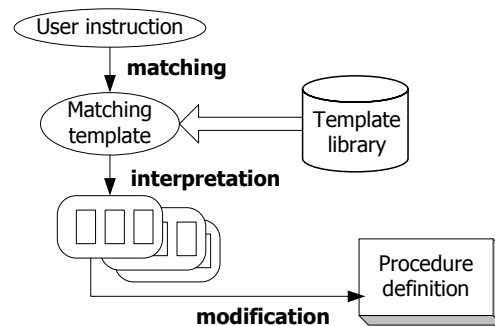 User instruction
matching
Matching
template
Template
library
interpretation
Procedure
definition
modification